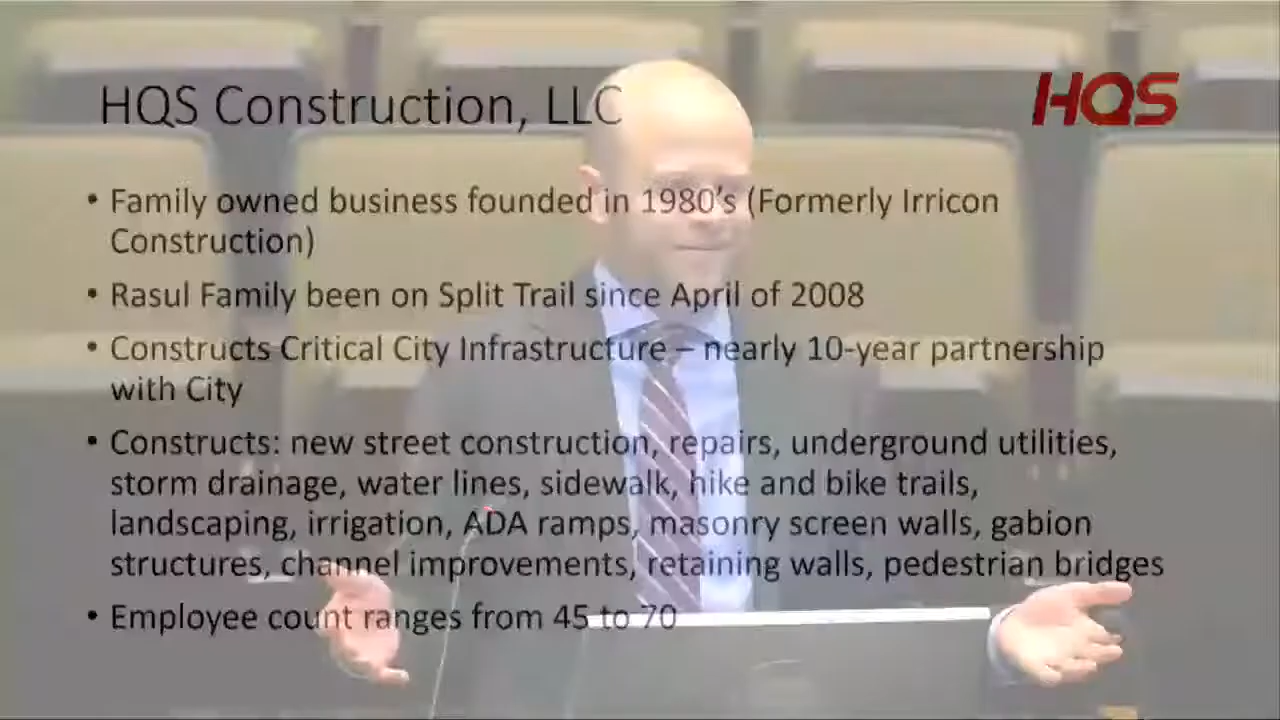 HQS Construction, LLC
HQS
• Family owned business founded in 1980's (Formerly Irricon
Construction)
• Rasul Family been on Split Trail since April of 2008
• Constructs Critical City Infrastructure – nearly 10-year partnership
with City
• Constructs: new street construction, repairs, underground utilities,
storm drainage, water lines, sidewalk, hike and bike trails,
landscaping, irrigation, ADA ramps, masonry screen walls, gabion
structures, channel improvements, retaining walls, pedestrian bridges
• Employee count ranges from 45 to 70